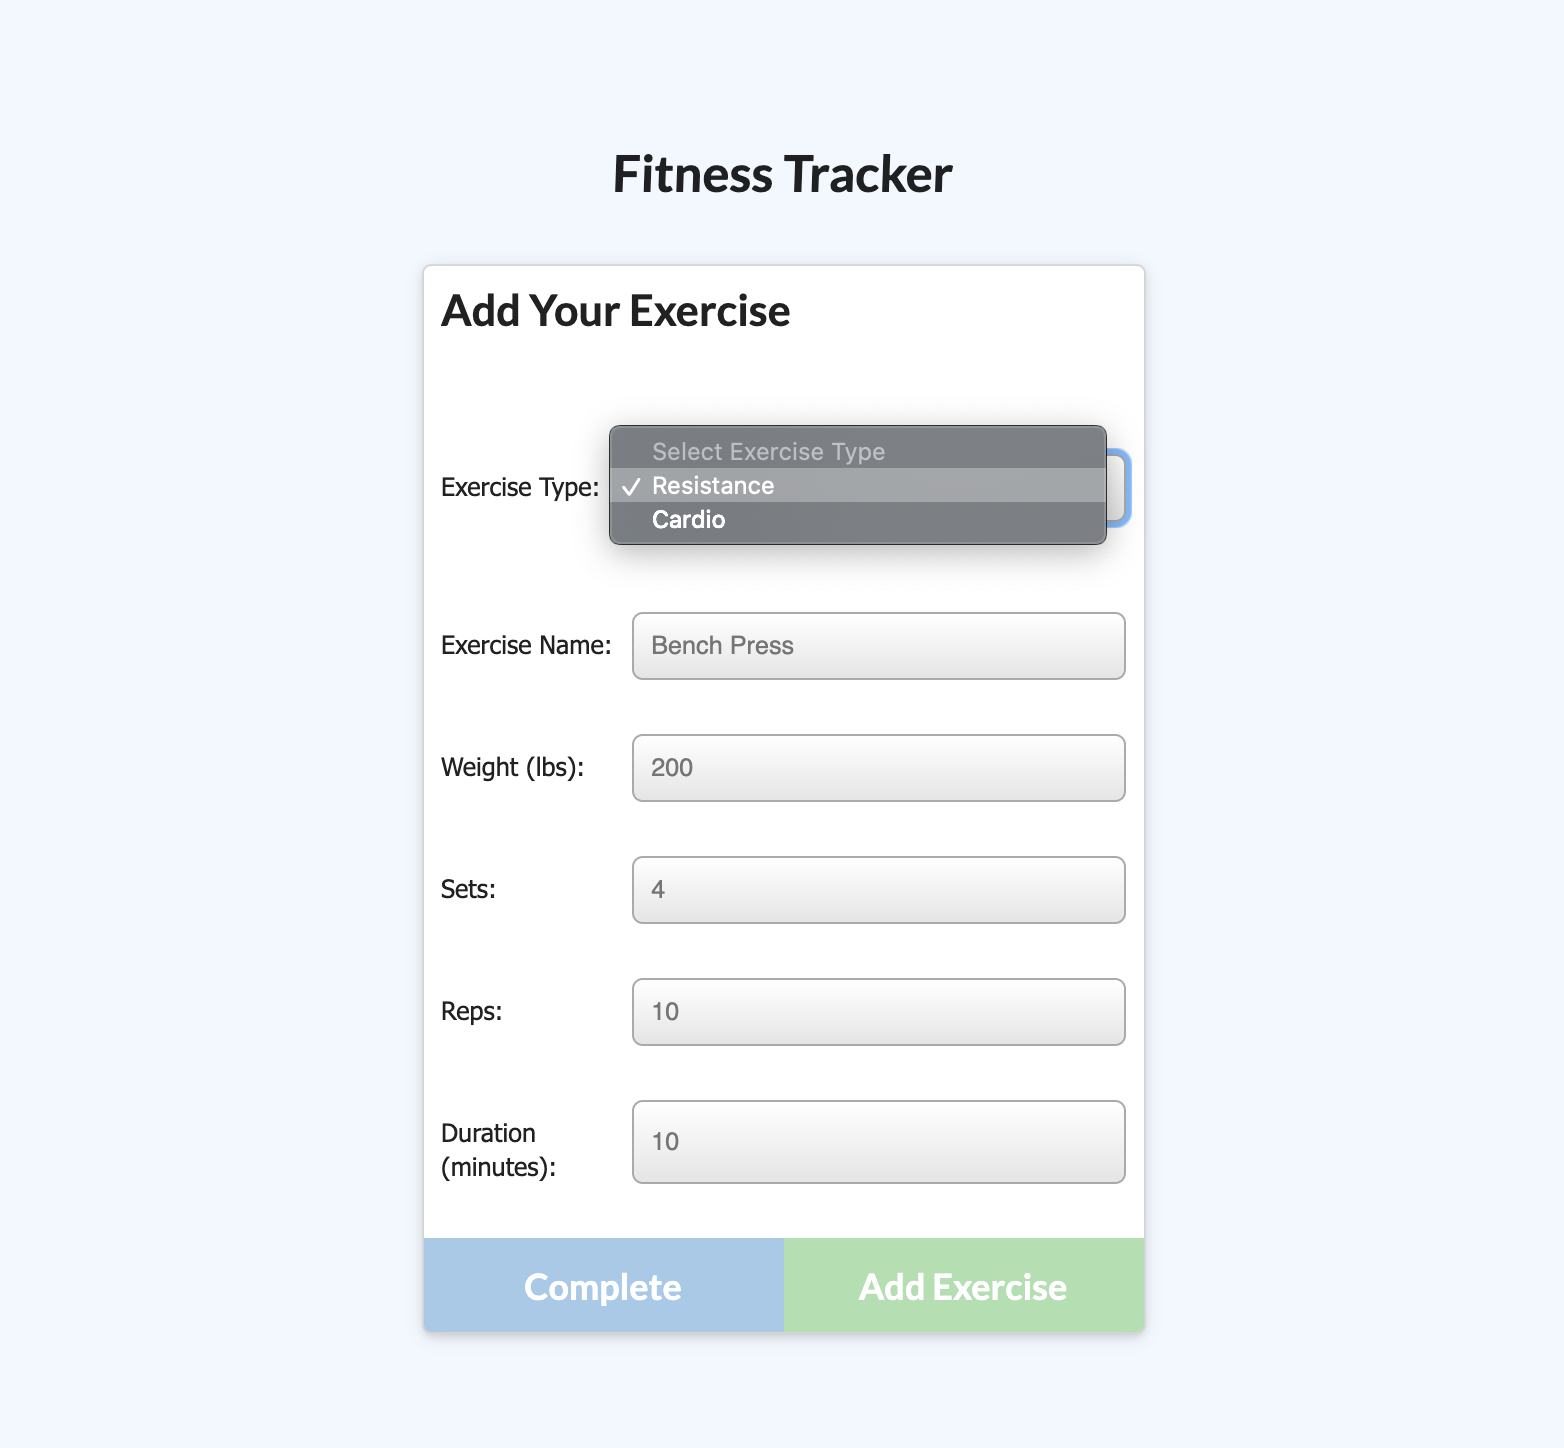 Fitness Tracker
Add Your Exercise
Exercise Type:
Select Exercise Type
✓ Resistance
Cardio
Exercise Name: Bench Press
Weight (lbs): 200
Sets: 4
Reps: 10
Duration
(minutes): 10
Complete Add Exercise